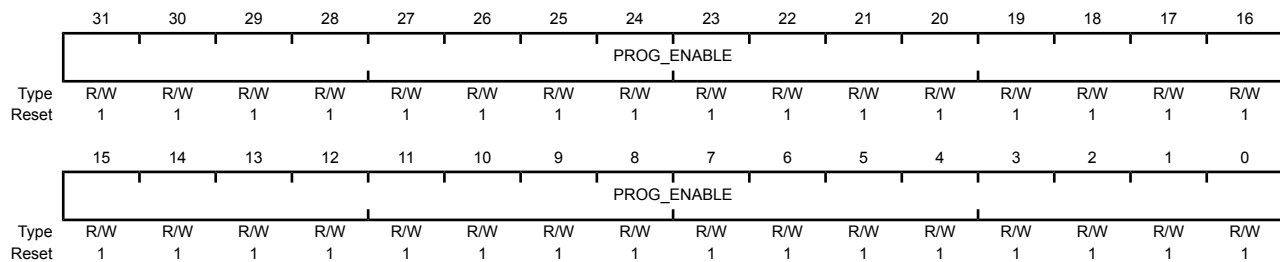 31 30 29 28 27 26 25 24 23 22 21 20 19 18 17 16
PROG_ENABLE
Type R/W R/W R/W R/W R/W R/W R/W R/W R/W R/W R/W R/W R/W R/W R/W R/W
Reset 1 1 1 1 1 1 1 1 1 1 1 1 1 1 1 1
15 14 13 12 11 10 9 8 7 6 5 4 3 2 1 0
PROG_ENABLE
Type R/W R/W R/W R/W R/W R/W R/W R/W R/W R/W R/W R/W R/W R/W R/W R/W
Reset 1 1 1 1 1 1 1 1 1 1 1 1 1 1 1 1